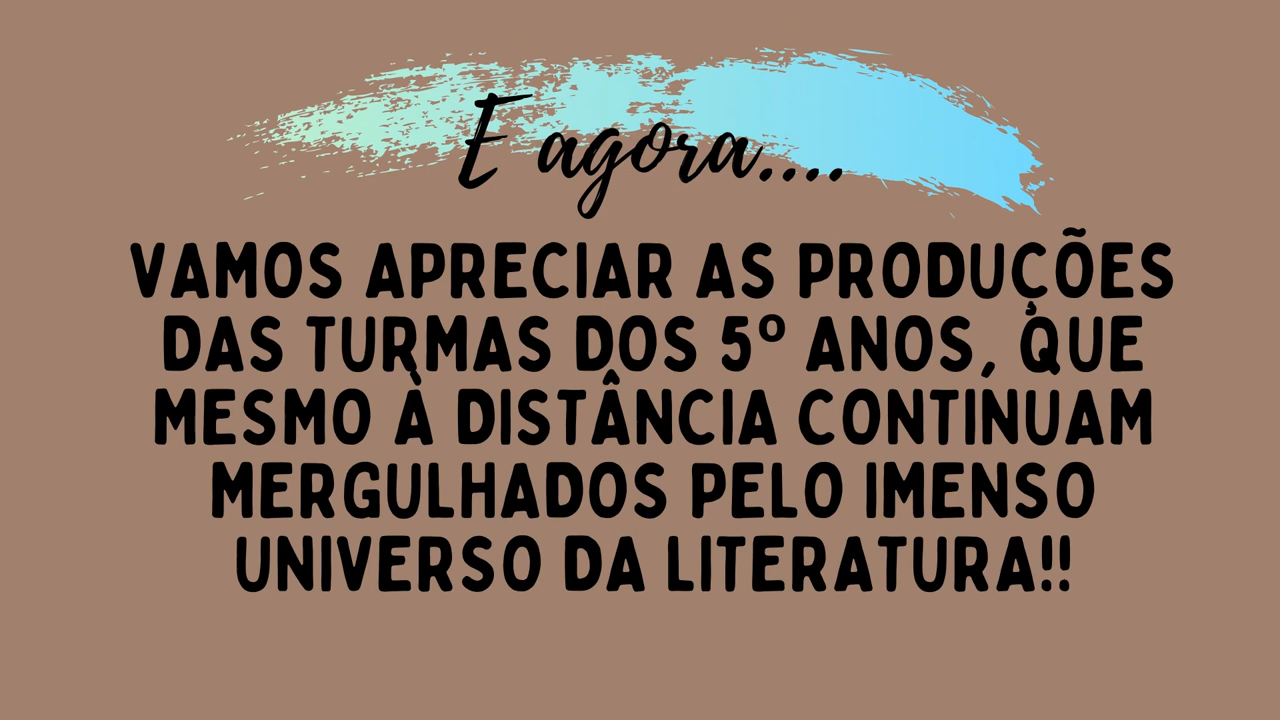 E agora....
VAMOS APRECIAR AS PRODUÇÕES
DAS TURMAS DOS 5º ANOS, QUE
MESMO À DISTÂNCIA CONTINUAM
MERGULHADOS PELO IMENSO
UNIVERSO DA LITERATURA!!